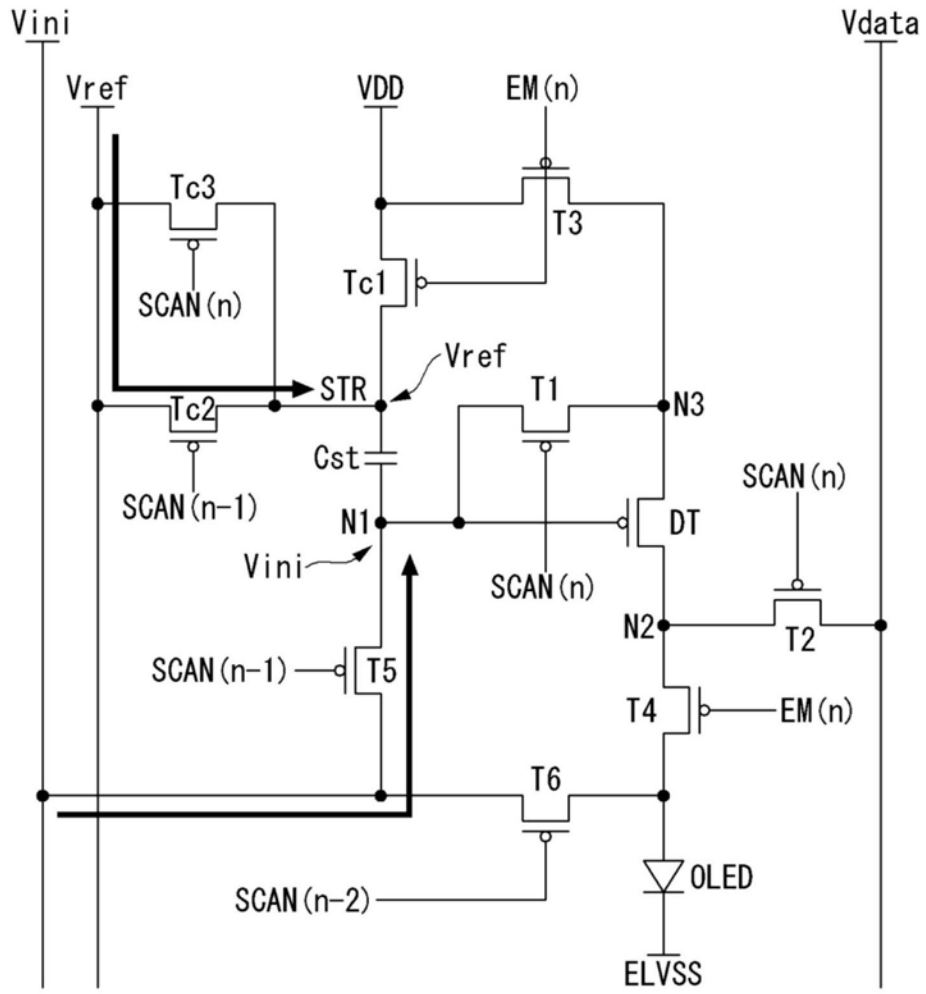 Vini
Vdata
Vref
VDD
EM(n)
Tc3
T3
Tc1
SCAN(n)
Vref
STR
T1
N3
Tc2
Cst
SCAN(n-1)
SCAN(n)
N1
DT
Vini
SCAN(n)
N2
T2
SCAN(n-1)
T5
T4
EM(n)
T6
OLED
SCAN(n-2)
ELVSS